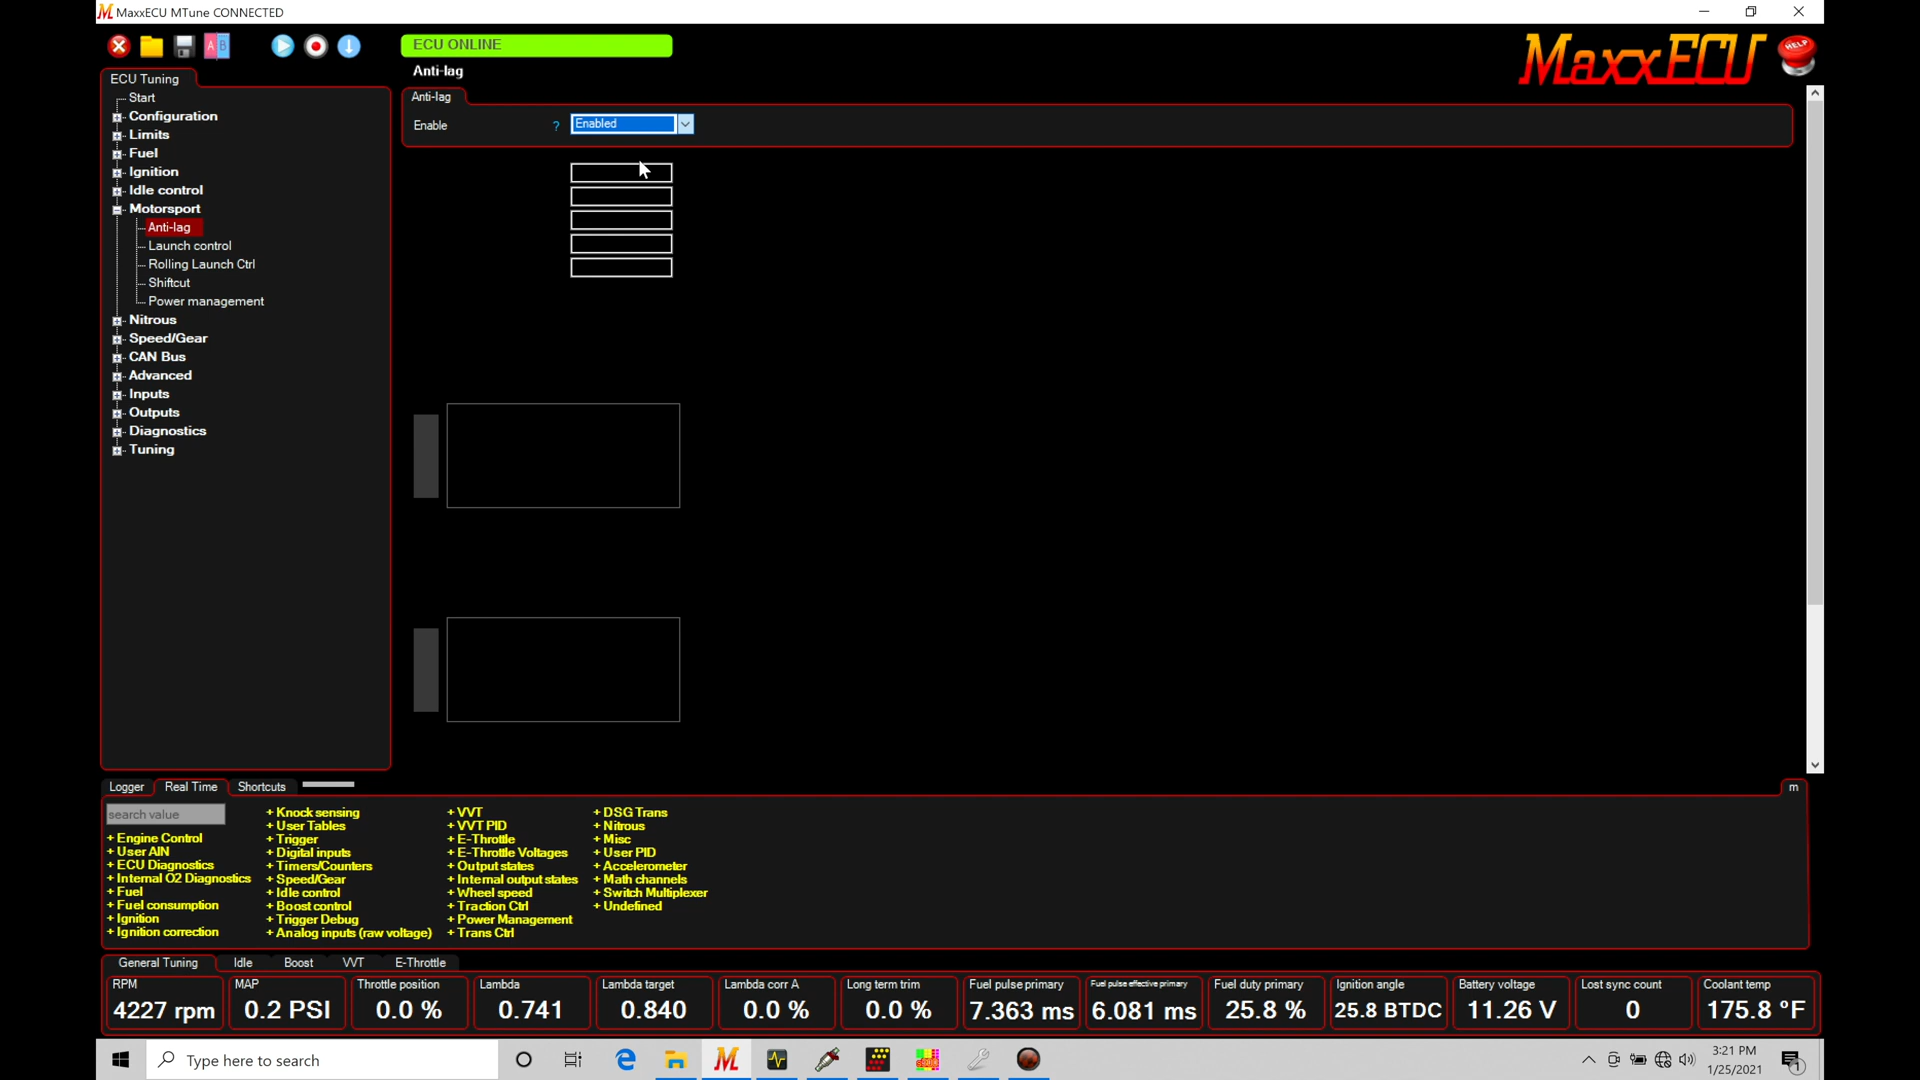 MaxxECU MTune CONNECTED
A B
ECU ONLINE
MaxxECU
HELP
ECU Tuning
Start
Configuration
Limits
Fuel
Ignition
Idle control
Motorsport
Anti-lag
Launch control
Rolling Launch Ctrl
Shiftcut
Power management
Nitrous
Speed/Gear
CAN Bus
Advanced
Inputs
Outputs
Diagnostics
Tuning
Anti-lag
Anti-lag
Enable ? Enabled
Logger Real Time Shortcuts m
search value
+ Engine Control
+ User AIN
+ ECU Diagnostics
+ Internal O2 Diagnostics
+ Fuel
+ Fuel consumption
+ Ignition
+ Ignition correction
+ Knock sensing
+ User Tables
+ Trigger
+ Digital inputs
+ Timers/Counters
+ Speed/Gear
+ Idle control
+ Boost control
+ Trigger Debug
+ Analog inputs (raw voltage)
+ VVT
+ VVT PID
+ E-Throttle
+ E-Throttle Voltages
+ Output states
+ Internal output states
+ Wheel speed
+ Traction Ctrl
+ Power Management
+ Trans Ctrl
+ DSG Trans
+ Nitrous
+ Misc
+ User PID
+ Accelerometer
+ Math channels
+ Switch Multiplexer
+ Undefined
General Tuning Idle Boost VVT E-Throttle
RPM
4227 rpm
MAP
0.2 PSI
Throttle position
0.0 %
Lambda
0.741
Lambda target
0.840
Lambda corr A
0.0 %
Long term trim
0.0 %
Fuel pulse primary
7.363 ms
Fuel pulse effective primary
6.081 ms
Fuel duty primary
25.8 %
Ignition angle
25.8 BTDC
Battery voltage
11.26 V
Lost sync count
0
Coolant temp
175.8 °F
Type here to search
3:21 PM
1/25/2021
1